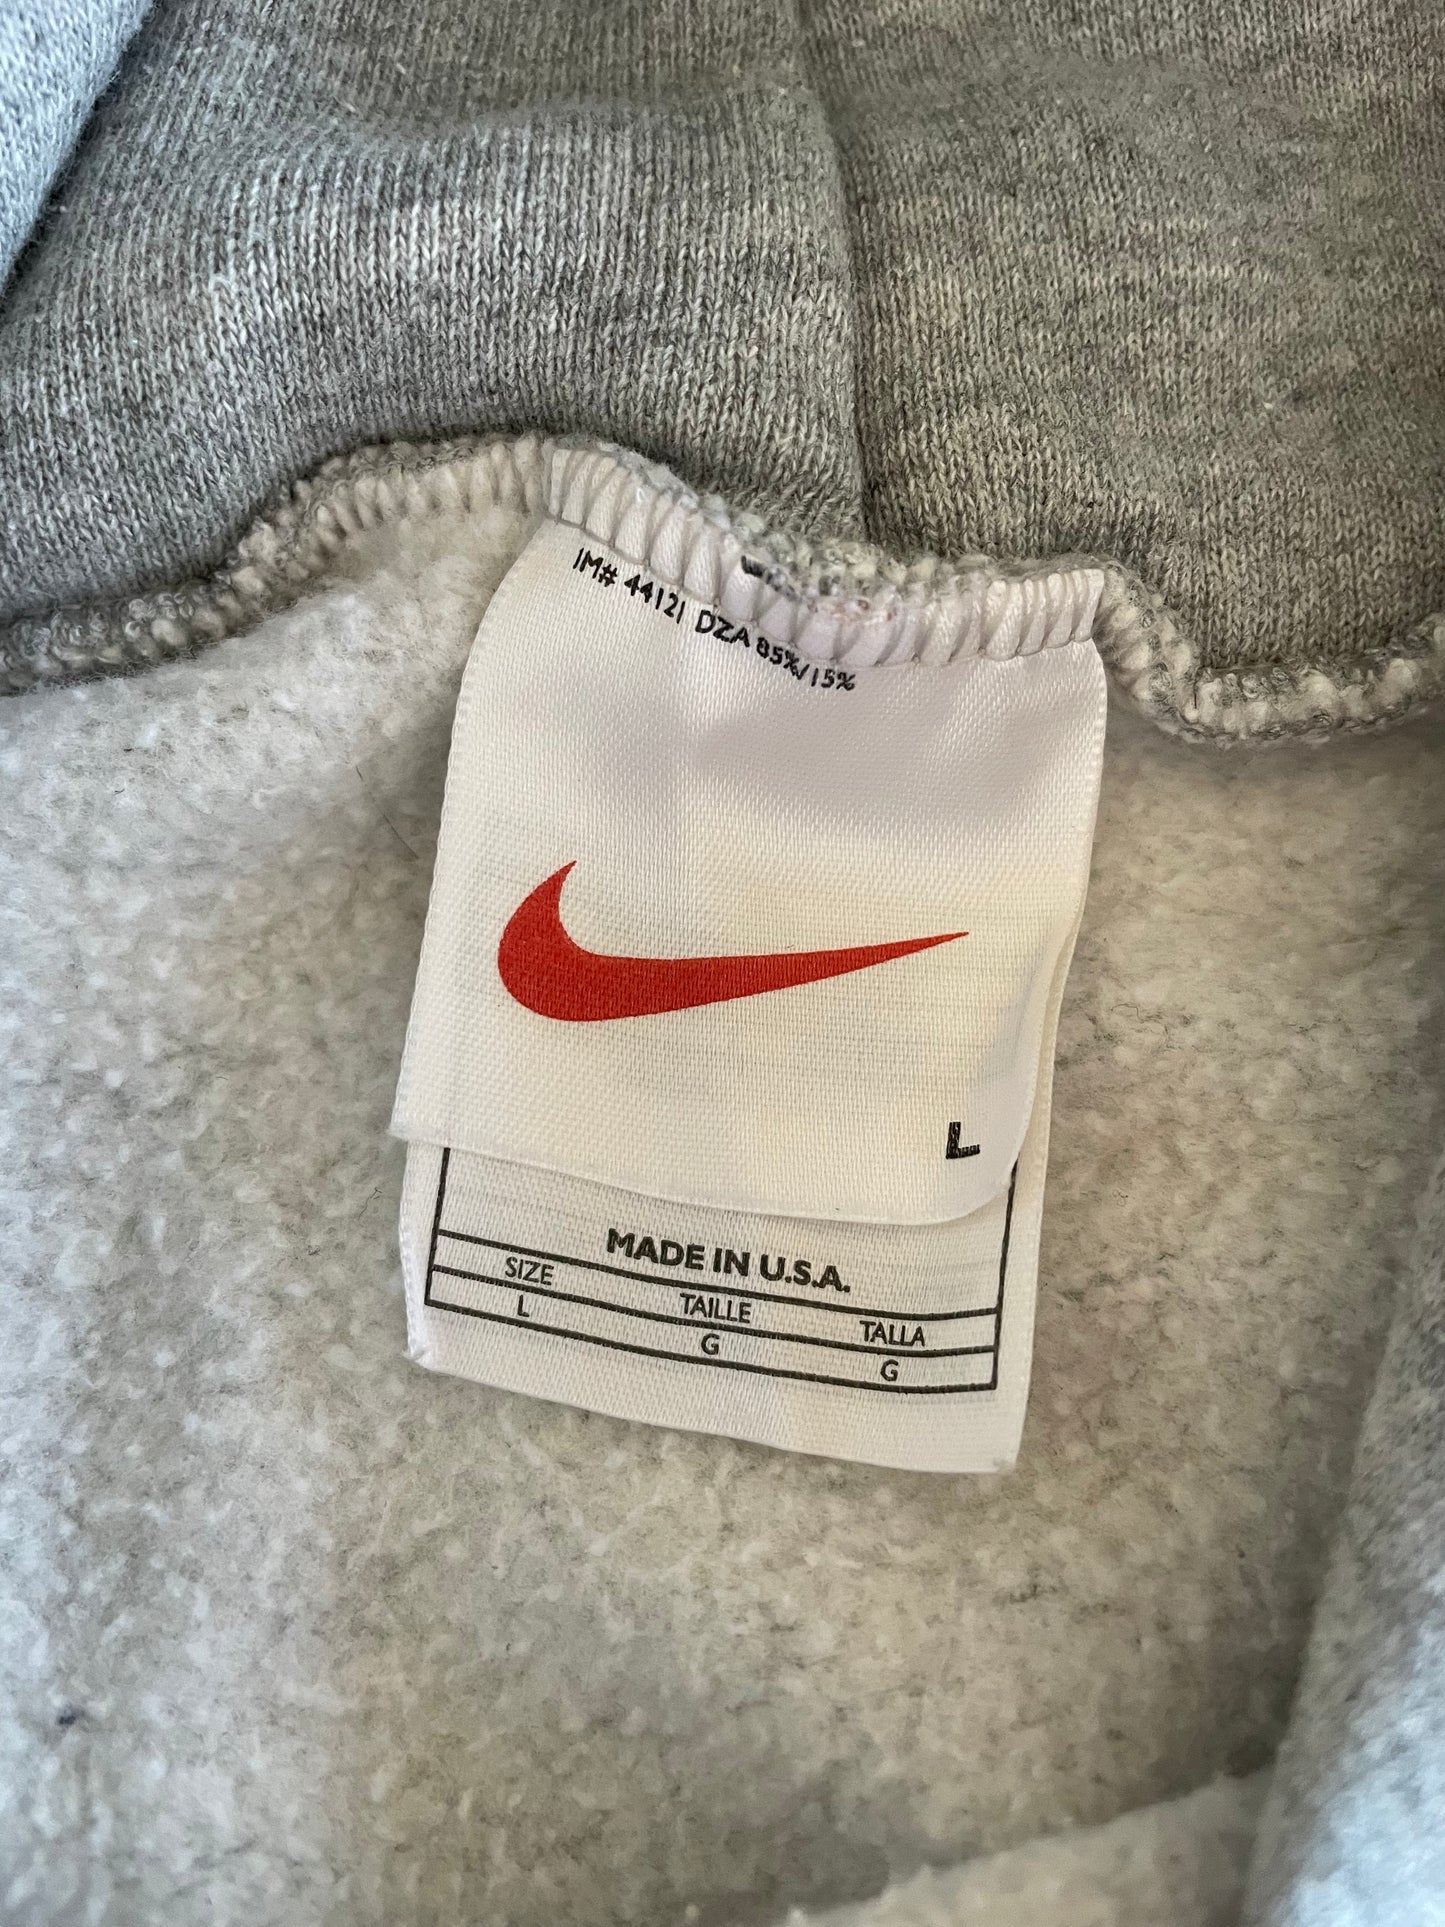 IM# 44121 DZA 85%/15%
L
MADE IN U.S.A.
SIZE TAILLE TALLA
L G G